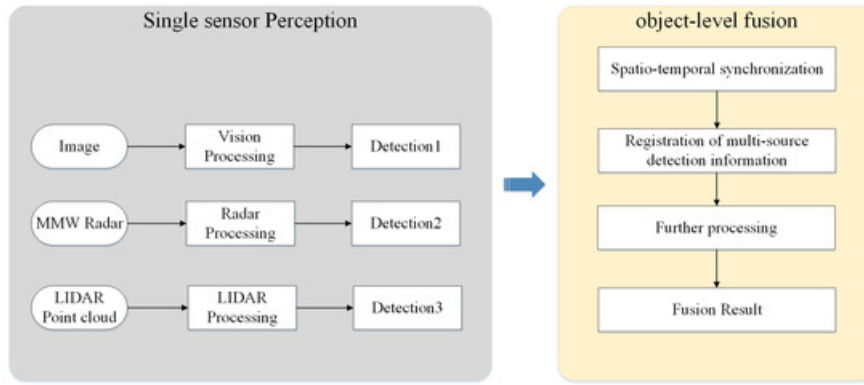 Single sensor Perception
Image
Vision
Processing
Detection1
MMW Radar
Radar
Processing
Detection2
LIDAR
Point cloud
LIDAR
Processing
Detection3
object-level fusion
Spatio-temporal synchronization
Registration of multi-source
detection information
Further processing
Fusion Result